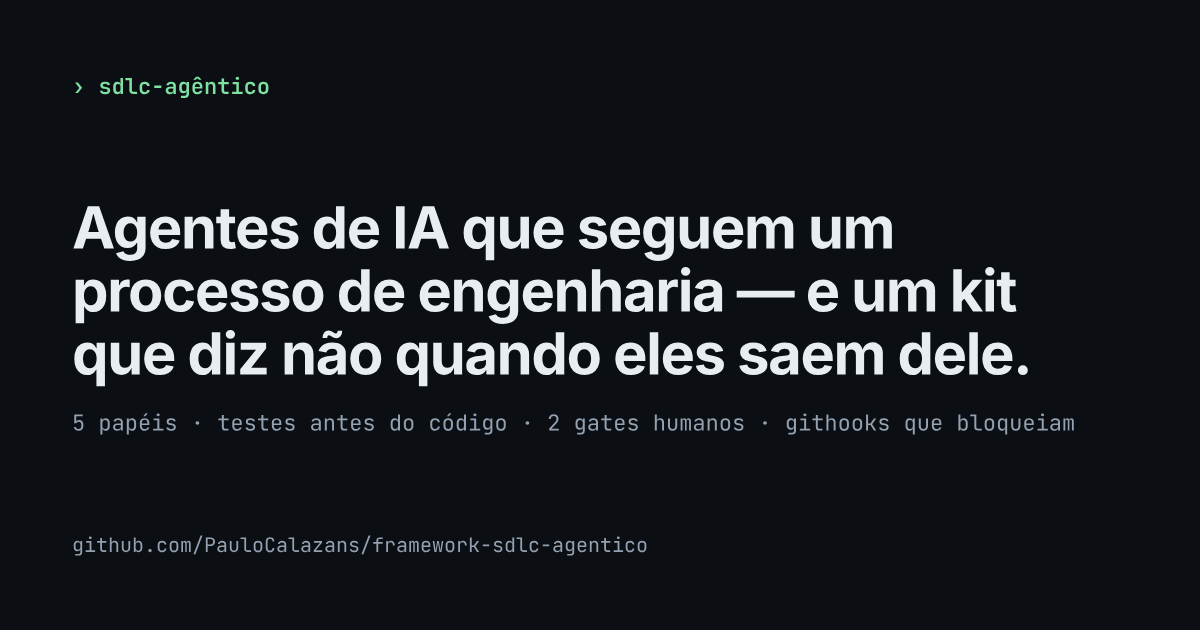 › sdlc-agêntico
Agentes de IA que seguem um
processo de engenharia — e um kit
que diz não quando eles saem dele.
5 papéis · testes antes do código · 2 gates humanos · githooks que bloqueiam
github.com/PauloCalazans/framework-sdlc-agentico